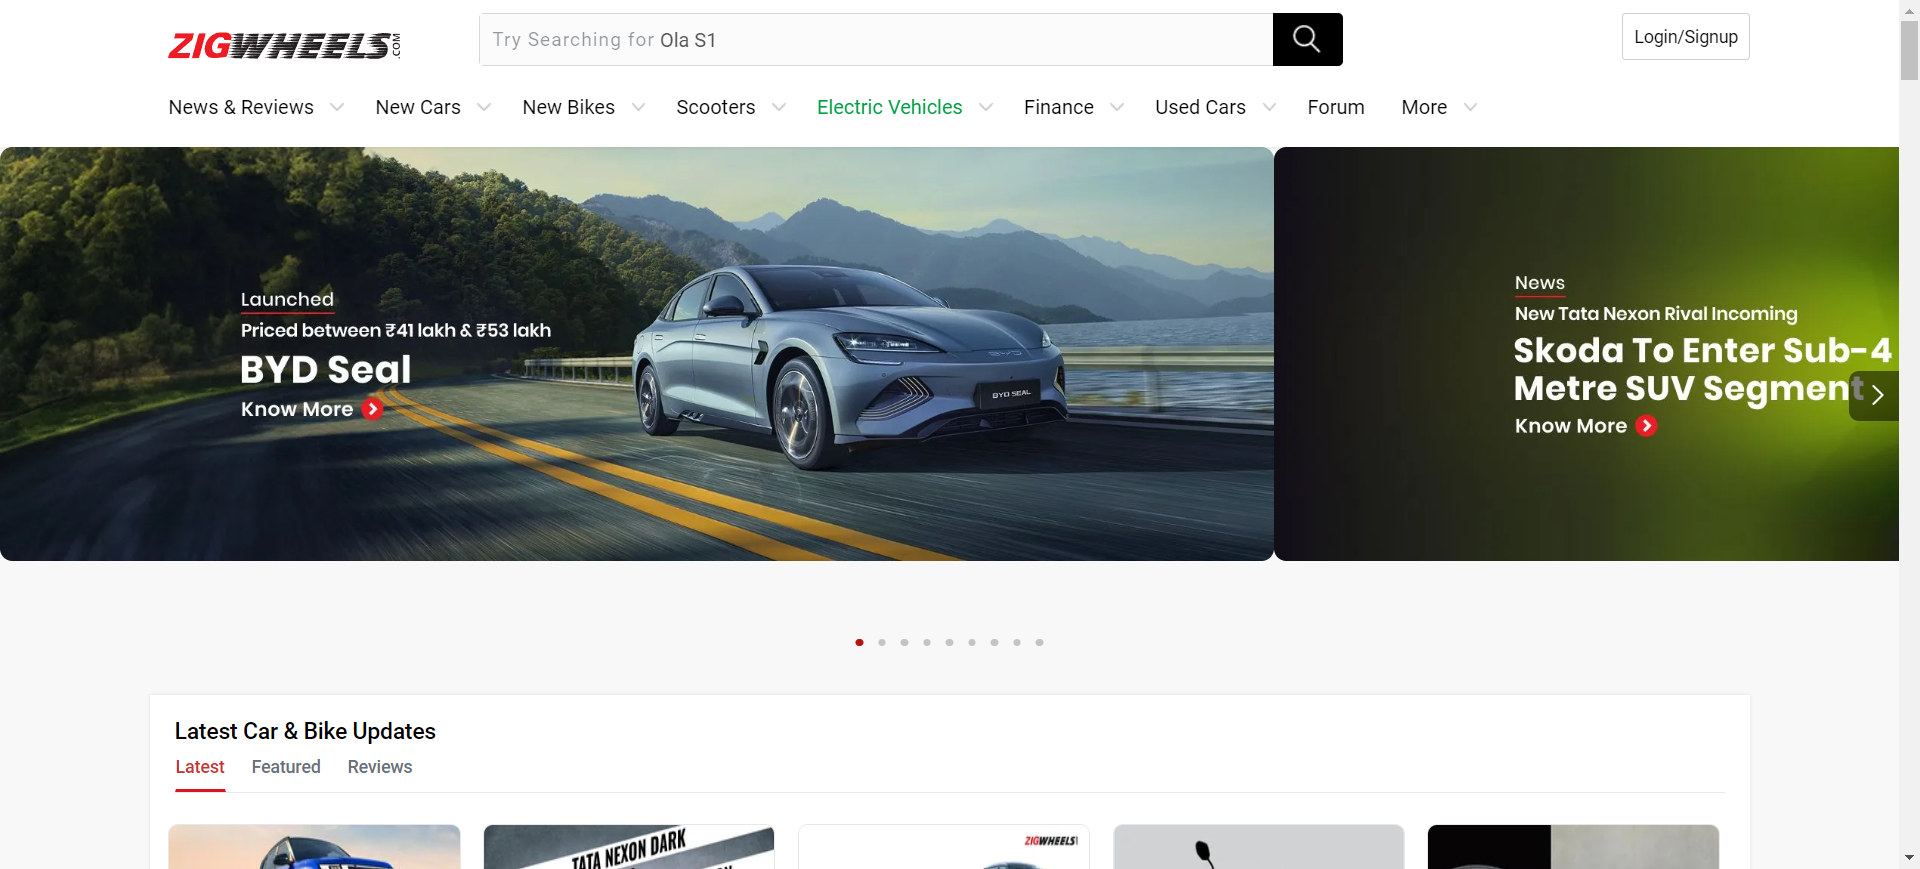 ZIGWHEELS.COM
Try Searching for Ola S1
Login/Signup
News & Reviews New Cars New Bikes Scooters Electric Vehicles Finance Used Cars Forum More
Launched
Priced between ₹41 lakh & ₹53 lakh
BYD Seal
Know More
BYD
BYD SEAL
News
New Tata Nexon Rival Incoming
Skoda To Enter Sub-4
Metre SUV Segment
Know More
Latest Car & Bike Updates
Latest Featured Reviews
TATA NEXON DARK
ZIGWHEELS